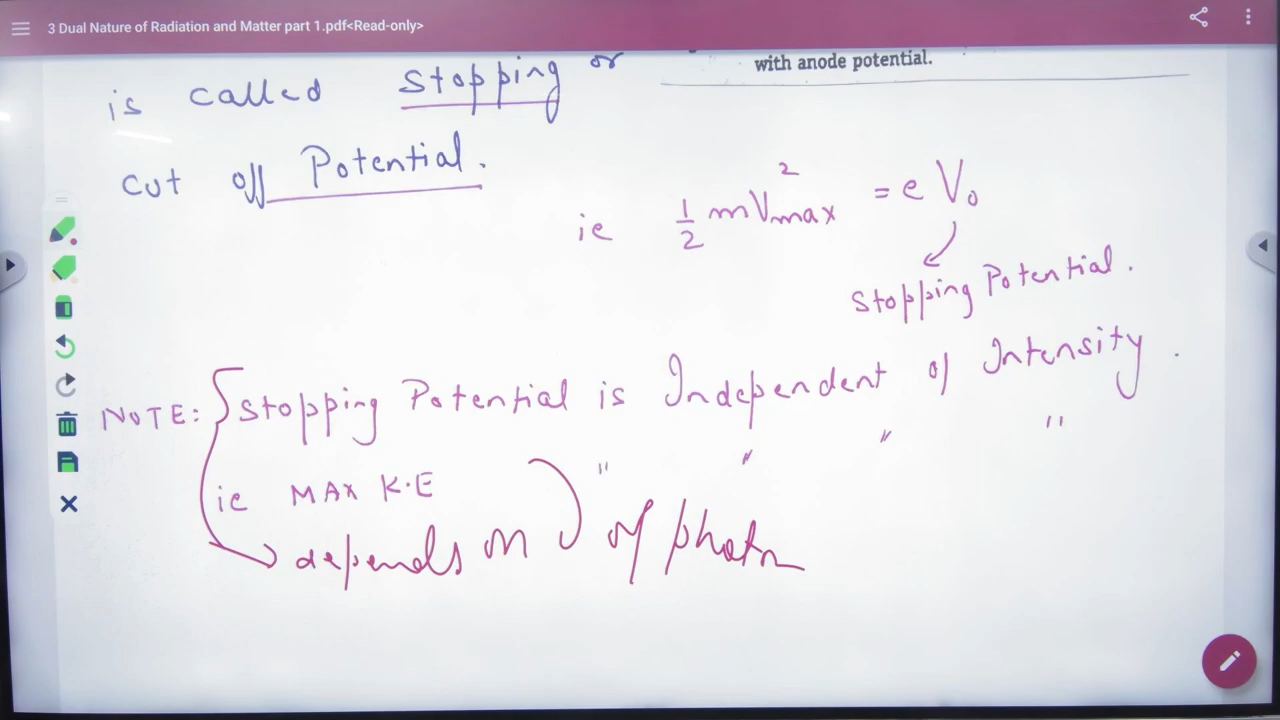 3 Dual Nature of Radiation and Matter part 1.pdf<Read-only>
with anode potential.
is called stopping or
cut off Potential.
ie 1/2 mVmax² = e V₀
Stopping Potential.
NOTE: Stopping Potential is Independent of Intensity.
ie MAX K.E " " " "
depends on υ of photon